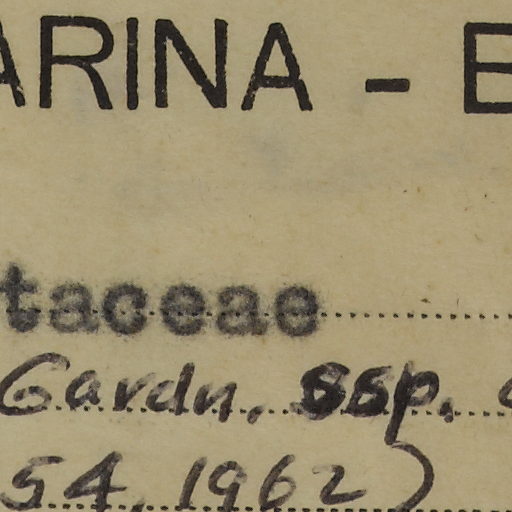 ARINA - E
taceae
Gardn. ssp.
54, 1962)